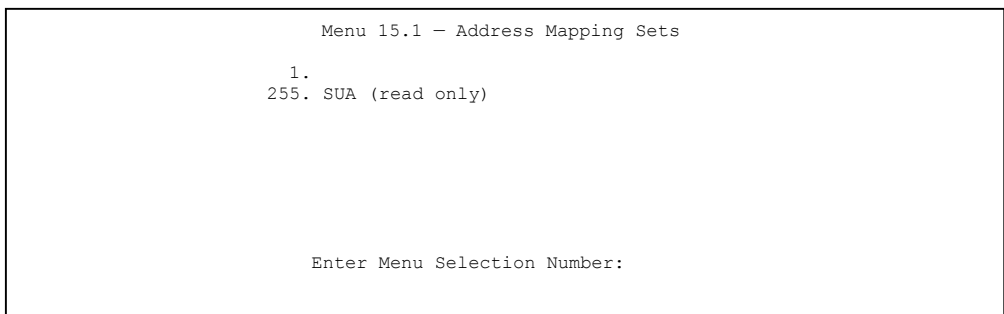 Menu 15.1 — Address Mapping Sets
1.
255. SUA (read only)
Enter Menu Selection Number: